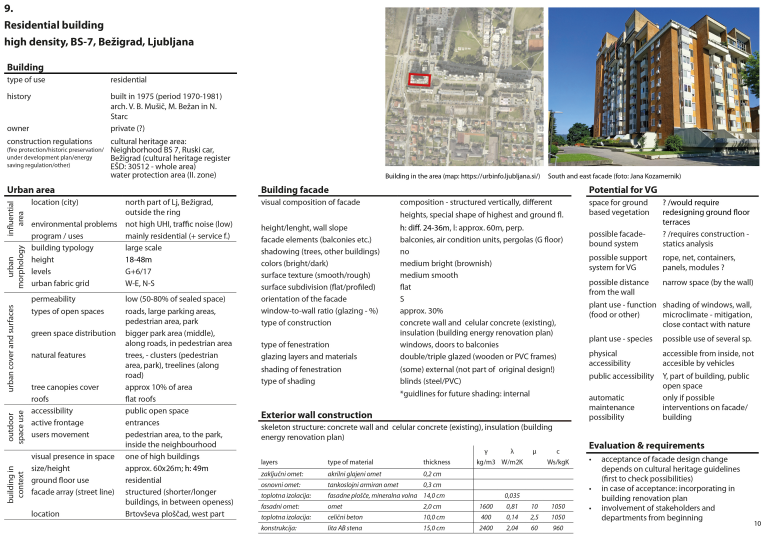 9.
Residential building
high density, BS-7, Bežigrad, Ljubljana
Building
type of use residential
history built in 1975 (period 1970-1981)
arch. V. B. Mušič, M. Bežan in N.
Starc
owner private (?)
construction regulations cultural heritage area:
(fire protection/historic preservation/ Neighborhood BS 7, Ruski car,
under development plan/energy Bežigrad (cultural heritage register
saving regulation/other) EŠD: 30512 - whole area)
water protection area (II. zone)
Building in the area (map: https://urbinfo.ljubljana.si/) South and east facade (foto: Jana Kozamernik)
Urban area
influential area
location (city) north part of Lj, Bežigrad,
outside the ring
environmental problems not high UHI, traffic noise (low)
program / uses mainly residential (+ service f.)
urban morphology
building typology large scale
height 18-48m
levels G+6/17
urban fabric grid W-E, N-S
urban cover and surfaces
permeability low (50-80% of sealed space)
types of open spaces roads, large parking areas,
pedestrian area, park
green space distribution bigger park area (middle),
along roads, in pedestrian area
natural features trees, - clusters (pedestrian
area, park), treelines (along
road)
tree canopies cover approx 10% of area
roofs flat roofs
outdoor space use
accessibility public open space
active frontage entrances
users movement pedestrian area, to the park,
inside the neighbourhood
building in context
visual presence in space one of high buildings
size/height approx. 60x26m; h: 49m
ground floor use residential
facade array (street line) structured (shorter/longer
buildings, in between openess)
location Brtovševa ploščad, west part
Building facade
visual composition of facade composition - structured vertically, different
heights, special shape of highest and ground fl.
height/lenght, wall slope h: diff. 24-36m, l: approx. 60m, perp.
facade elements (balconies etc.) balconies, air condition units, pergolas (G floor)
shadowing (trees, other buildings) no
colors (bright/dark) medium bright (brownish)
surface texture (smooth/rough) medium smooth
surface subdivision (flat/profiled) flat
orientation of the facade S
window-to-wall ratio (glazing - %) approx. 30%
type of construction concrete wall and celular concrete (existing),
insulation (building energy renovation plan)
type of fenestration windows, doors to balconies
glazing layers and materials double/triple glazed (wooden or PVC frames)
shading of fenestration (some) external (not part of original design!)
type of shading blinds (steel/PVC)
*guidlines for future shading: internal
Exterior wall construction
skeleton structure: concrete wall and celular concrete (existing), insulation (building
energy renovation plan)
γ λ μ c
layers type of material thickness kg/m3 W/m2K Ws/kgK
zaključni omet: akrilni glajeni omet 0,2 cm
osnovni omet: tankoslojni armiran omet 0,3 cm
toplotna izolacija: fasadne plošče, mineralna volna 14,0 cm 0,035
fasadni omet: omet 2,0 cm 1600 0,81 10 1050
toplotna izolacija: celični beton 10,0 cm 400 0,14 2,5 1050
konstrukcija: lita AB stena 15,0 cm 2400 2,04 60 960
Potential for VG
space for ground ? /would require
based vegetation redesigning ground floor
terraces
possible facade- ? /requires construction -
bound system statics analysis
possible support rope, net, containers,
system for VG panels, modules ?
possible distance narrow space (by the wall)
from the wall
plant use - function shading of windows, wall,
(food or other) microclimate - mitigation,
close contact with nature
plant use - species possible use of several sp.
physical accessible from inside, not
accessibility accesible by vehicles
public accessibility Y, part of building, public
open space
automatic only if possible
maintenance interventions on facade/
possibility building
Evaluation & requirements
• acceptance of facade design change
depends on cultural heritage guidelines
(first to check possibilities)
• in case of acceptance: incorporating in
building renovation plan
• involvement of stakeholders and
departments from beginning
10